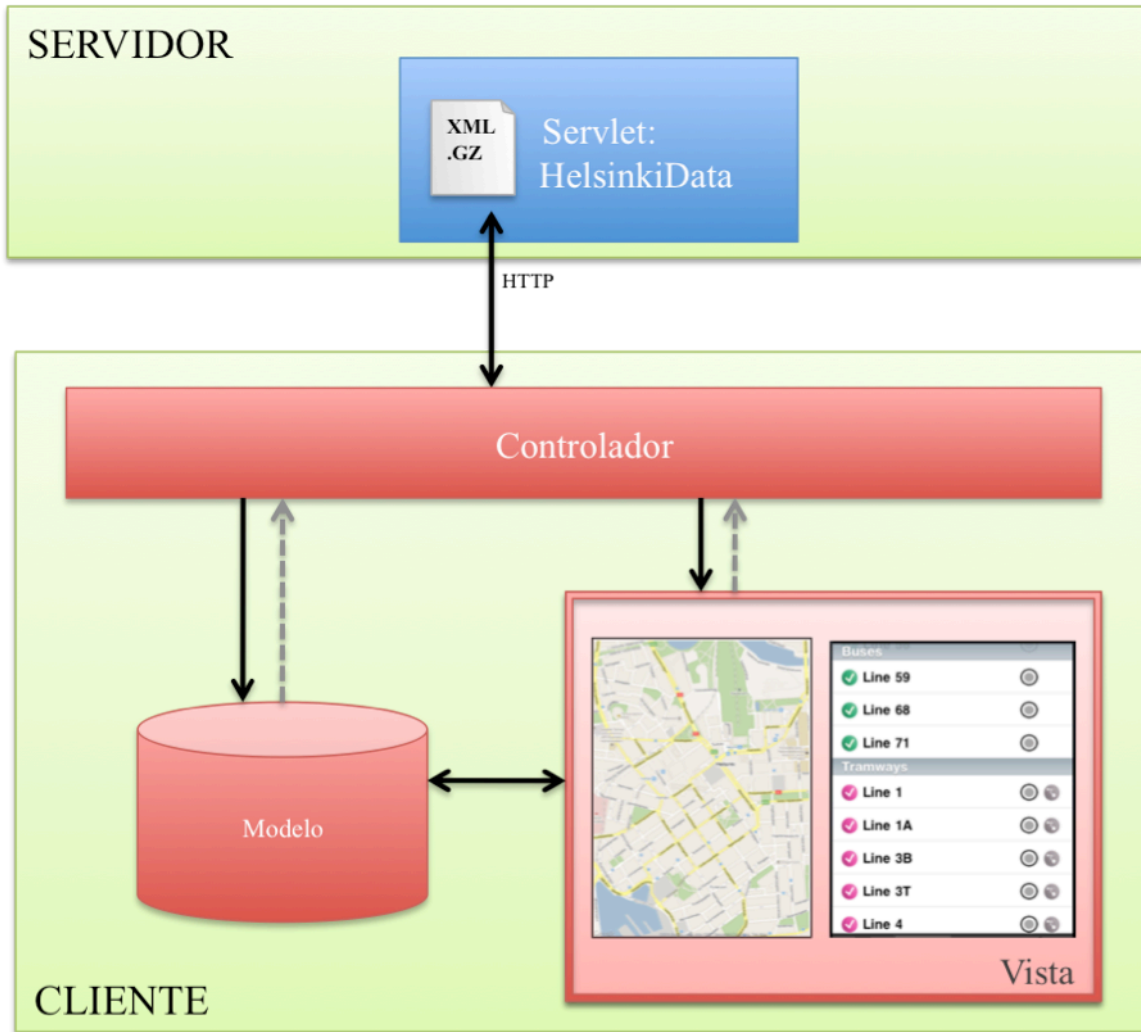 SERVIDOR
XML
.GZ
Servlet:
HelsinkiData
HTTP
Controlador
Modelo
Buses
Line 59
Line 68
Line 71
Tramways
Line 1
Line 1A
Line 3B
Line 3T
Line 4
Vista
CLIENTE